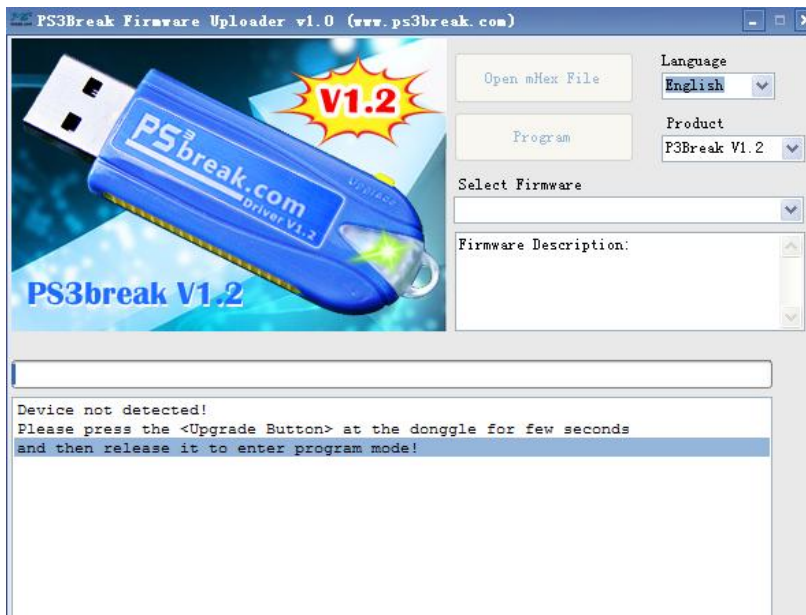 PS3Break Firmware Uploader v1.0 (www.ps3break.com)
V1.2
PS3break.com
Driver V1.2
Upgrade
PS3break V1.2
Open mHex File
Program
Language
English
Product
P3Break V1.2
Select Firmware
Firmware Description:
Device not detected!
Please press the <Upgrade Button> at the donggle for few seconds
and then release it to enter program mode!